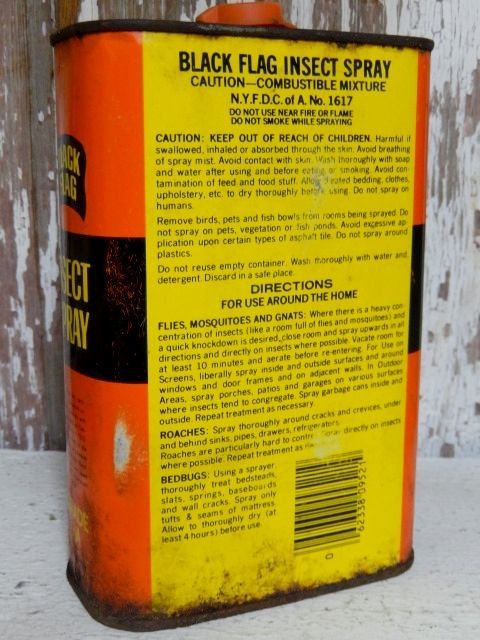 BLACK FLAG INSECT SPRAY
CAUTION—COMBUSTIBLE MIXTURE
N.Y.F.D.C. of A. No. 1617
DO NOT USE NEAR FIRE OR FLAME
DO NOT SMOKE WHILE SPRAYING
CAUTION: KEEP OUT OF REACH OF CHILDREN. Harmful if
swallowed, inhaled or absorbed through the skin. Avoid breathing
of spray mist. Avoid contact with skin. Wash thoroughly with soap
and water after using and before eating or smoking. Avoid con-
tamination of feed and food stuff. Allow treated bedding, clothes,
upholstery, etc. to dry thoroughly before using. Do not spray on
humans.
Remove birds, pets and fish bowls from rooms being sprayed. Do
not spray on pets, vegetation or fish ponds. Avoid excessive ap-
plication upon certain types of asphalt tile. Do not spray around
plastics.
Do not reuse empty container. Wash thoroughly with water and
detergent. Discard in a safe place.
DIRECTIONS
FOR USE AROUND THE HOME
FLIES, MOSQUITOES AND GNATS: Where there is a heavy con-
centration of insects (like a room full of flies and mosquitoes) and
a quick knockdown is desired, close room and spray upwards in all
directions and directly on insects where possible. Vacate room for
at least 10 minutes and aerate before re-entering. For Use on
Screens, liberally spray inside and outside surfaces and around
windows and door frames and on adjacent walls. In Outdoor
Areas, spray porches, patios and garages on various surfaces
where insects tend to congregate. Spray garbage cans inside and
outside. Repeat treatment as necessary.
ROACHES: Spray thoroughly around cracks and crevices, under
and behind sinks, pipes, drawers, refrigerators.
Roaches are particularly hard to control. Spray directly on insects
where possible. Repeat treatment as
BEDBUGS: Using a sprayer,
thoroughly treat bedsteads,
slats, springs, baseboards
and wall cracks. Spray only
tufts & seams of mattress.
Allow to thoroughly dry (at
least 4 hours) before use.
0 62338 09521